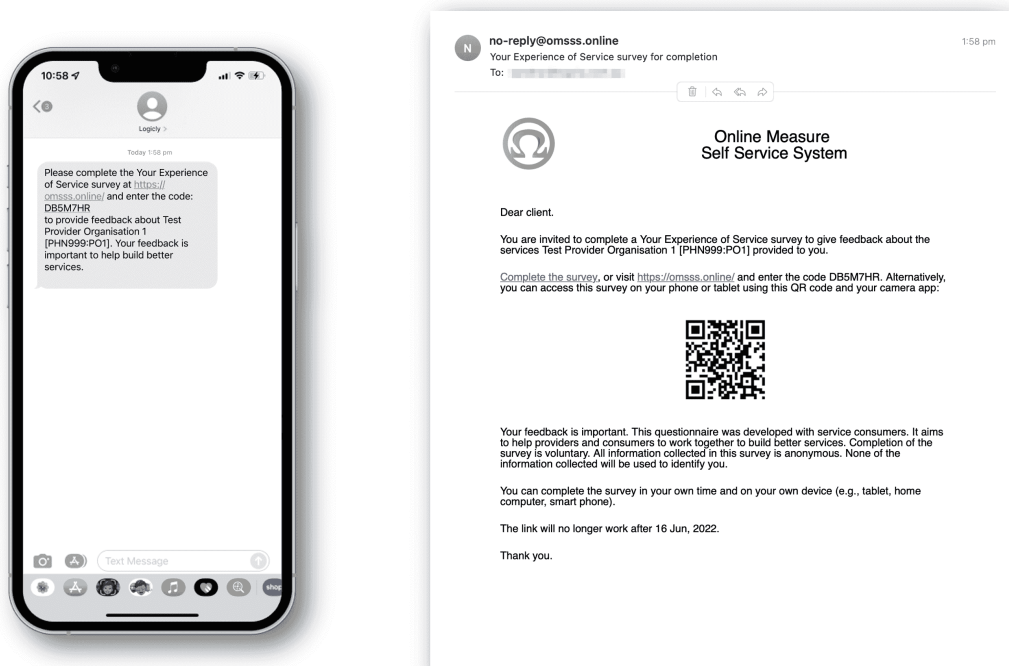 10:58
3
Logicly >
Today 1:58 pm
Please complete the Your Experience
of Service survey at https://
omsss.online/ and enter the code:
DB5M7HR
to provide feedback about Test
Provider Organisation 1
[PHN999:PO1]. Your feedback is
important to help build better
services.
Text Message
shop
N
no-reply@omsss.online
1:58 pm
Your Experience of Service survey for completion
To:
Online Measure
Self Service System
Dear client.
You are invited to complete a Your Experience of Service survey to give feedback about the
services Test Provider Organisation 1 [PHN999:PO1] provided to you.
Complete the survey, or visit https://omsss.online/ and enter the code DB5M7HR. Alternatively,
you can access this survey on your phone or tablet using this QR code and your camera app:
Your feedback is important. This questionnaire was developed with service consumers. It aims
to help providers and consumers to work together to build better services. Completion of the
survey is voluntary. All information collected in this survey is anonymous. None of the
information collected will be used to identify you.
You can complete the survey in your own time and on your own device (e.g., tablet, home
computer, smart phone).
The link will no longer work after 16 Jun, 2022.
Thank you.